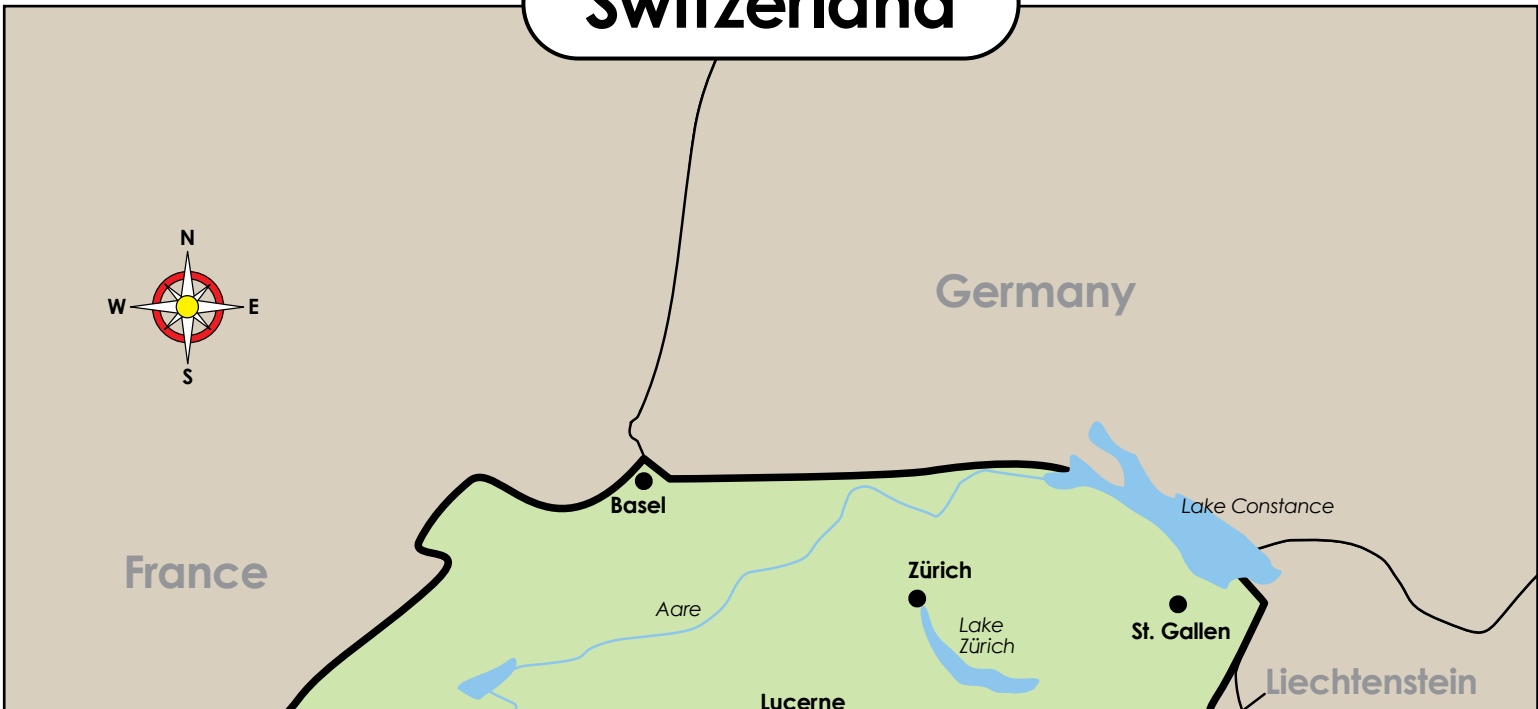 Switzerland
N
W
E
S
Germany
Lake Constance
Basel
France
Zürich
Aare
Lake
Zürich
St. Gallen
Liechtenstein
Lucerne